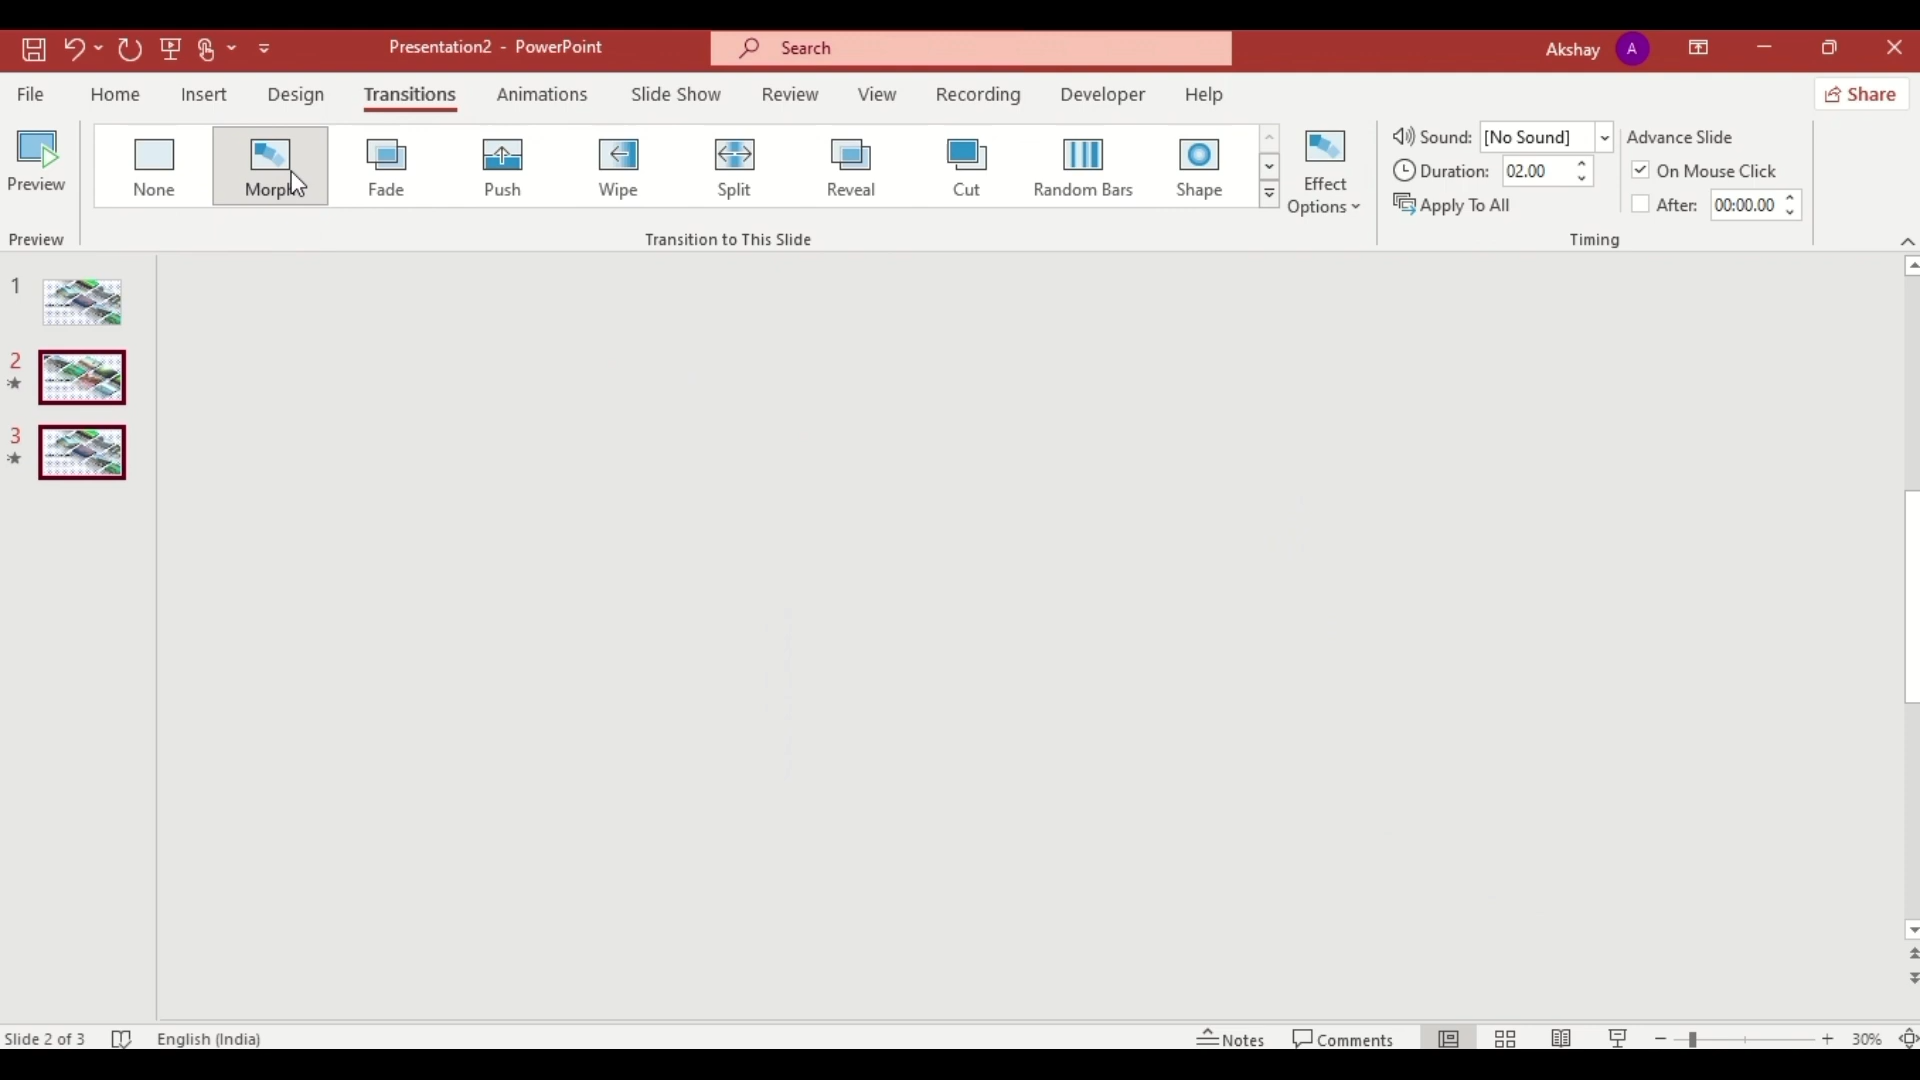 Presentation2 - PowerPoint
Search
Akshay
A
File
Home
Insert
Design
Transitions
Animations
Slide Show
Review
View
Recording
Developer
Help
Share
Preview
None
Morph
Fade
Push
Wipe
Split
Reveal
Cut
Random Bars
Shape
Effect
Options
Sound: [No Sound]
Duration: 02.00
Apply To All
Advance Slide
On Mouse Click
After: 00:00.00
Preview
Transition to This Slide
Timing
1
2
3
Slide 2 of 3
English (India)
Notes
Comments
30%